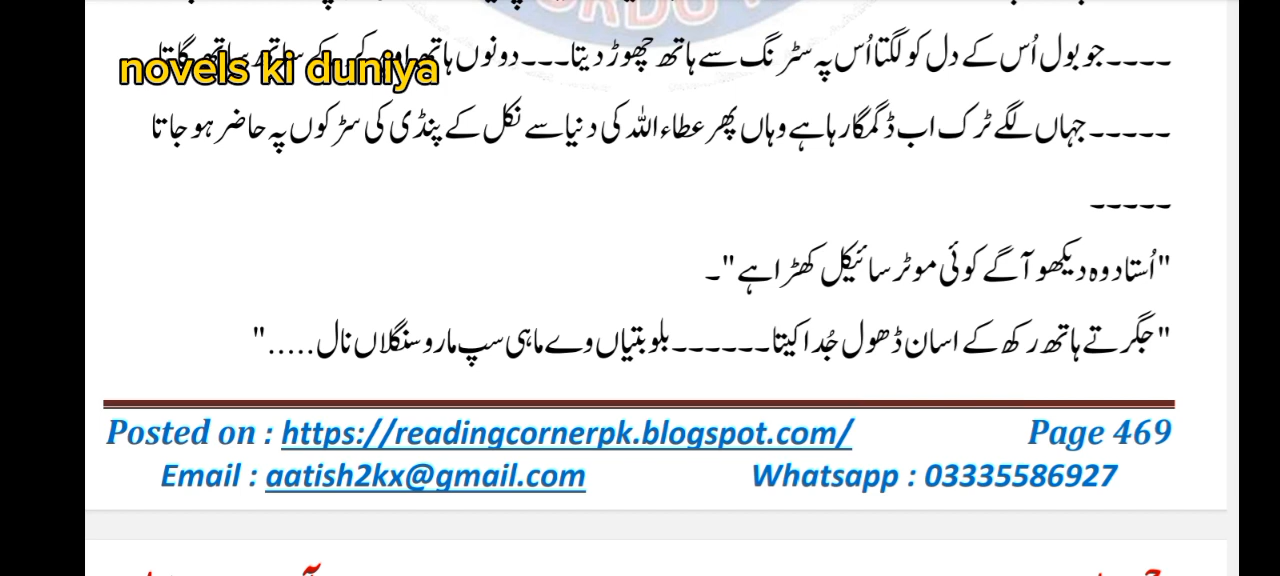 ۔۔۔۔جو بول اُس کے دل کو لگتا اُس پہ سٹرنگ سے ہاتھ چھوڑ دیتا۔۔۔دونوں ہاتھ
novels ki duniya
۔۔۔۔۔جہاں لگے ٹرک اب ڈگمگا رہا ہے وہاں پھر عطاءاللہ کی دنیا سے نکل کے پنڈی کی سڑکوں پہ حاضر ہو جاتا
۔۔۔۔۔
"اُستاد وہ دیکھو آگے کوئی موٹر سائیکل کھڑا ہے"۔
"جگر تے ہاتھ رکھ کے اسان ڈھول جُدا کیتا۔۔۔۔۔۔بلو بتیاں وے ماہی سپ مارو سنگلاں نال....."
Posted on : https://readingcornerpk.blogspot.com/ Page 469
Email : aatish2kx@gmail.com Whatsapp : 03335586927